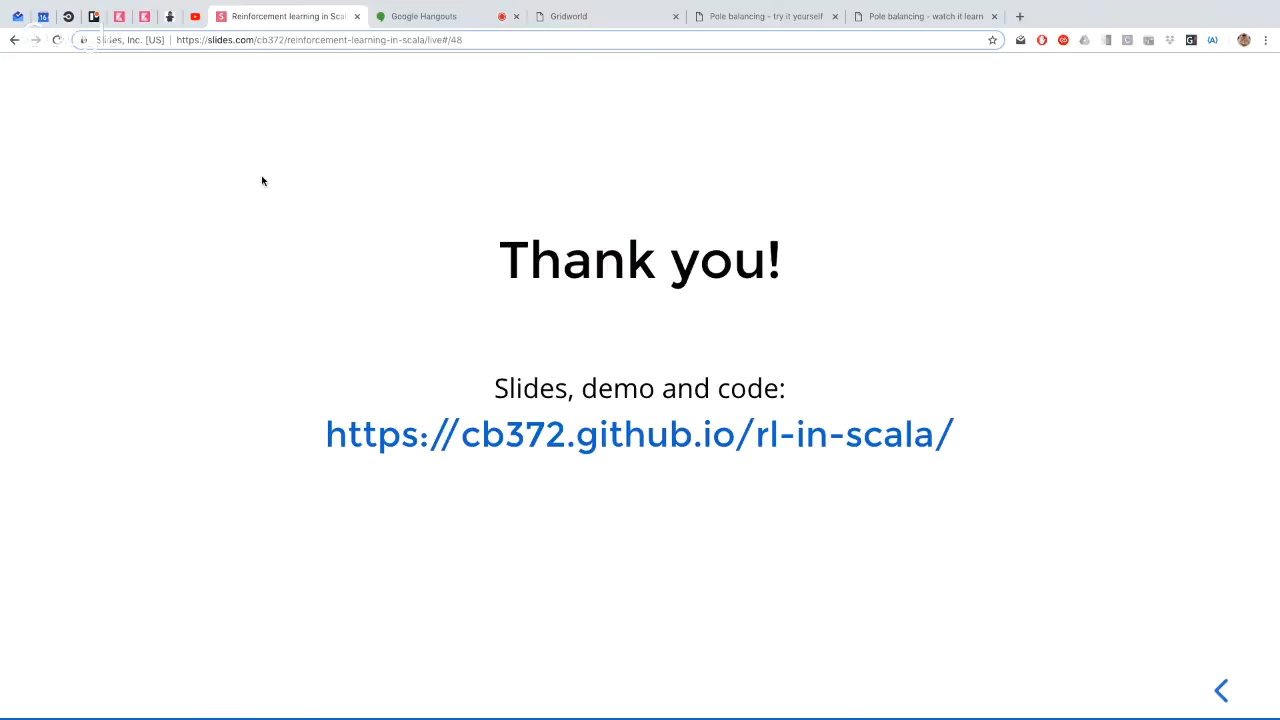 Reinforcement learning in Scal
Google Hangouts
Gridworld
Pole balancing - try it yourself
Pole balancing - watch it learn
Slides, Inc. [US]
https://slides.com/cb372/reinforcement-learning-in-scala/live#/48
Thank you!
Slides, demo and code:
https://cb372.github.io/rl-in-scala/